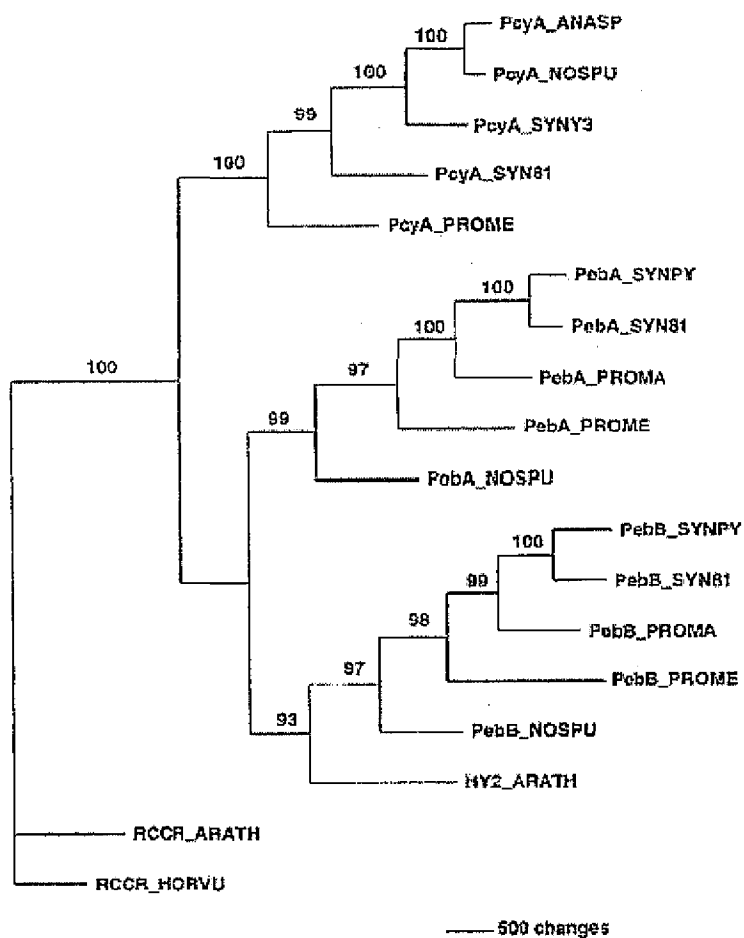 PcyA_ANASP
100
PcyA_NOSPU
100
PcyA_SYNY3
99
PcyA_SYN81
100
PcyA_PROME
PebA_SYNPY
100
PebA_SYN81
100
PebA_PROMA
97
100
PebA_PROME
99
PebA_NOSPU
PebB_SYNPY
100
PebB_SYN81
99
PebB_PROMA
98
PebB_PROME
97
PebB_NOSPU
93
HY2_ARATH
RCCR_ARATH
RCCR_HORVU
500 changes